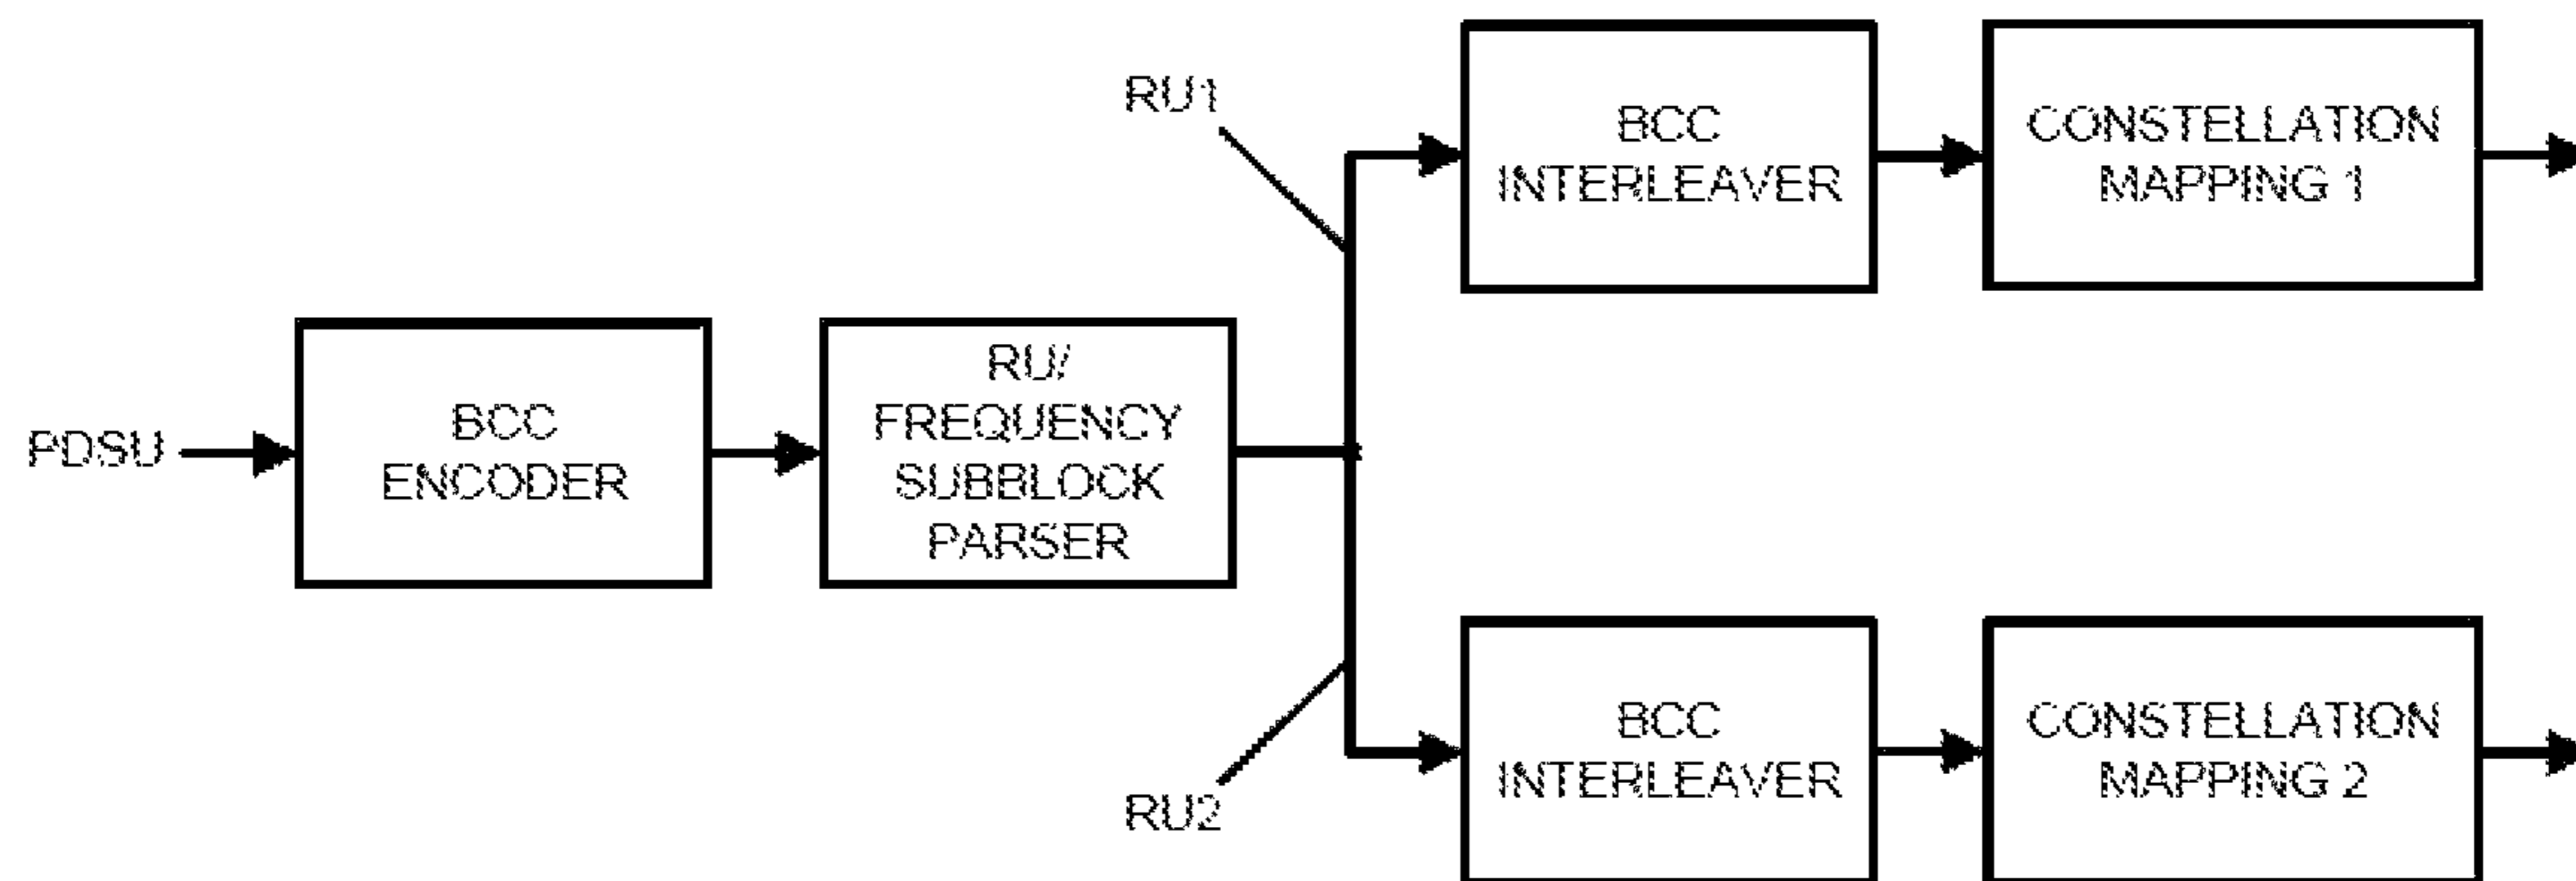 RU1
BCC
INTERLEAVER
CONSTELLATION
MAPPING 1
PDSU
BCC
ENCODER
RU/
FREQUENCY
SUBBLOCK
PARSER
RU2
BCC
INTERLEAVER
CONSTELLATION
MAPPING 2